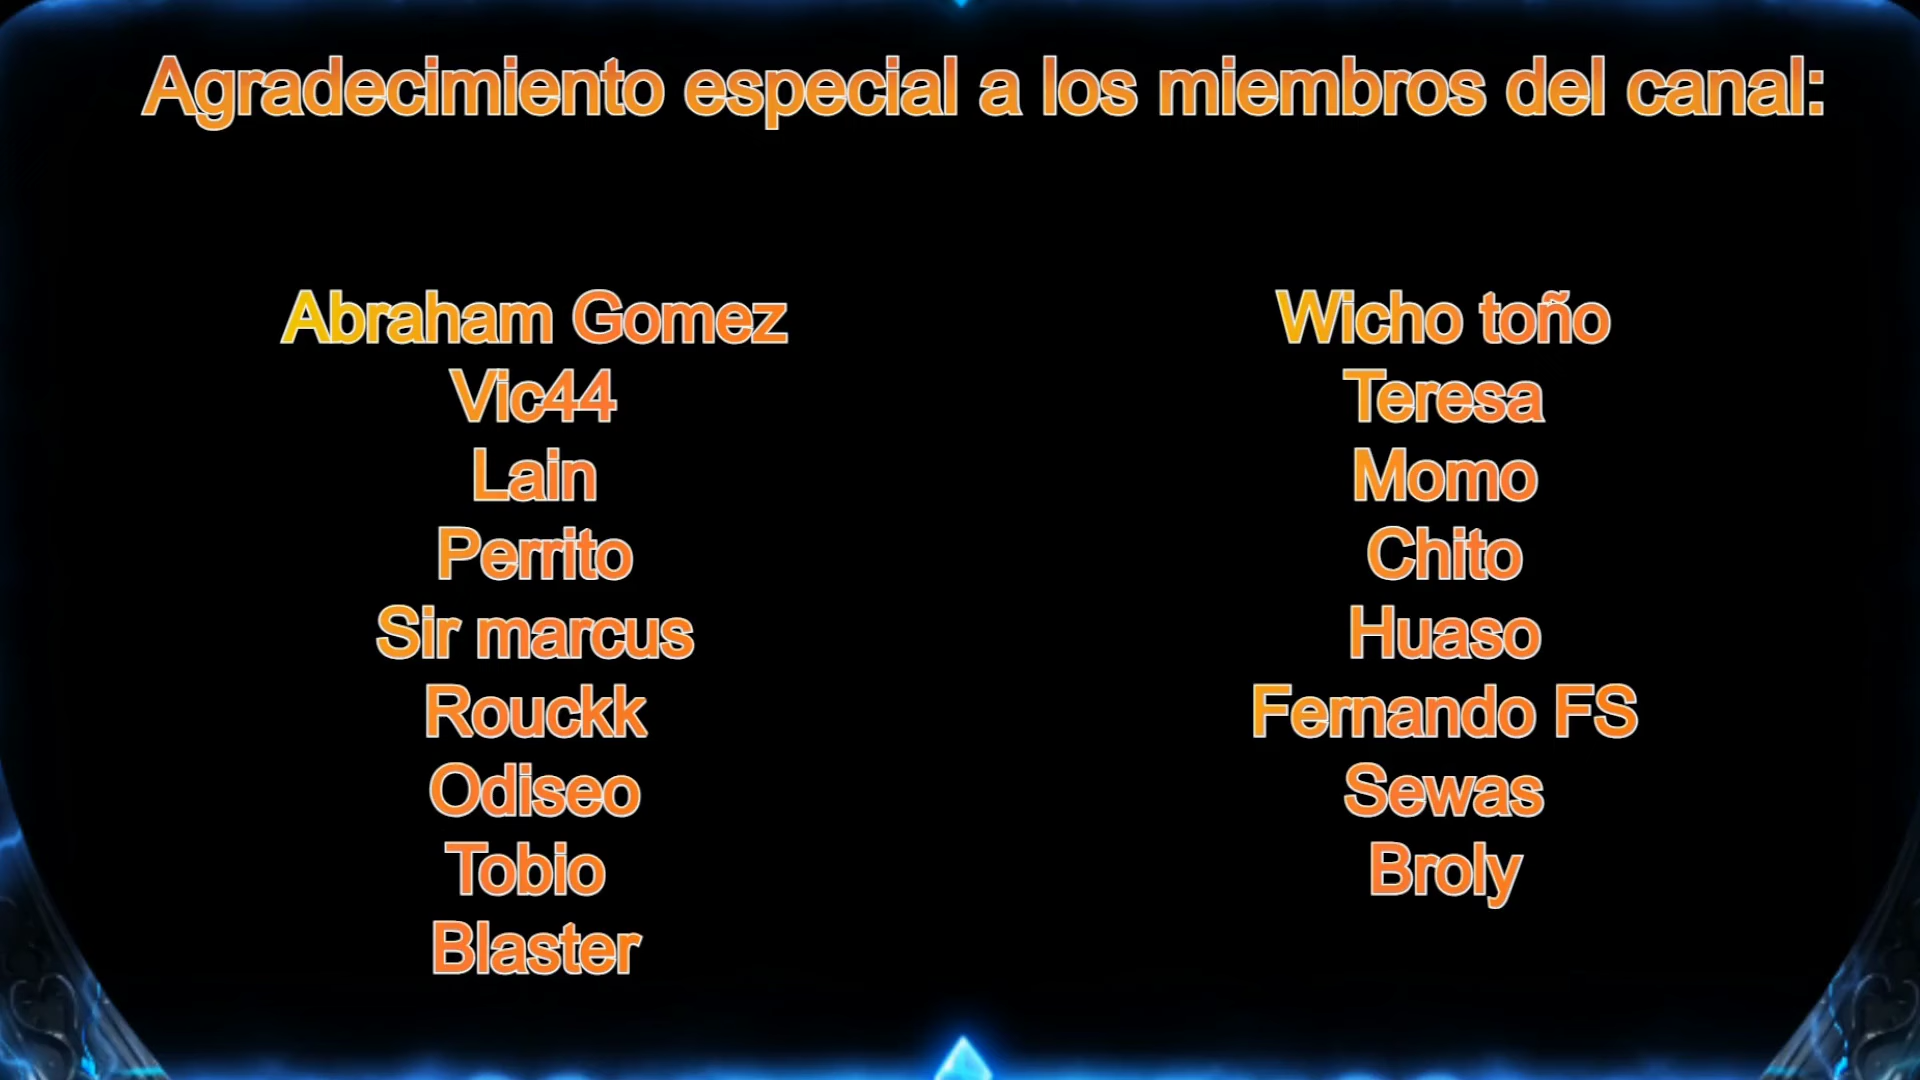 Agradecimiento especial a los miembros del canal:
Abraham Gomez
Vic44
Lain
Perrito
Sir marcus
Rouckk
Odiseo
Tobio
Blaster
Wicho toño
Teresa
Momo
Chito
Huaso
Fernando FS
Sewas
Broly